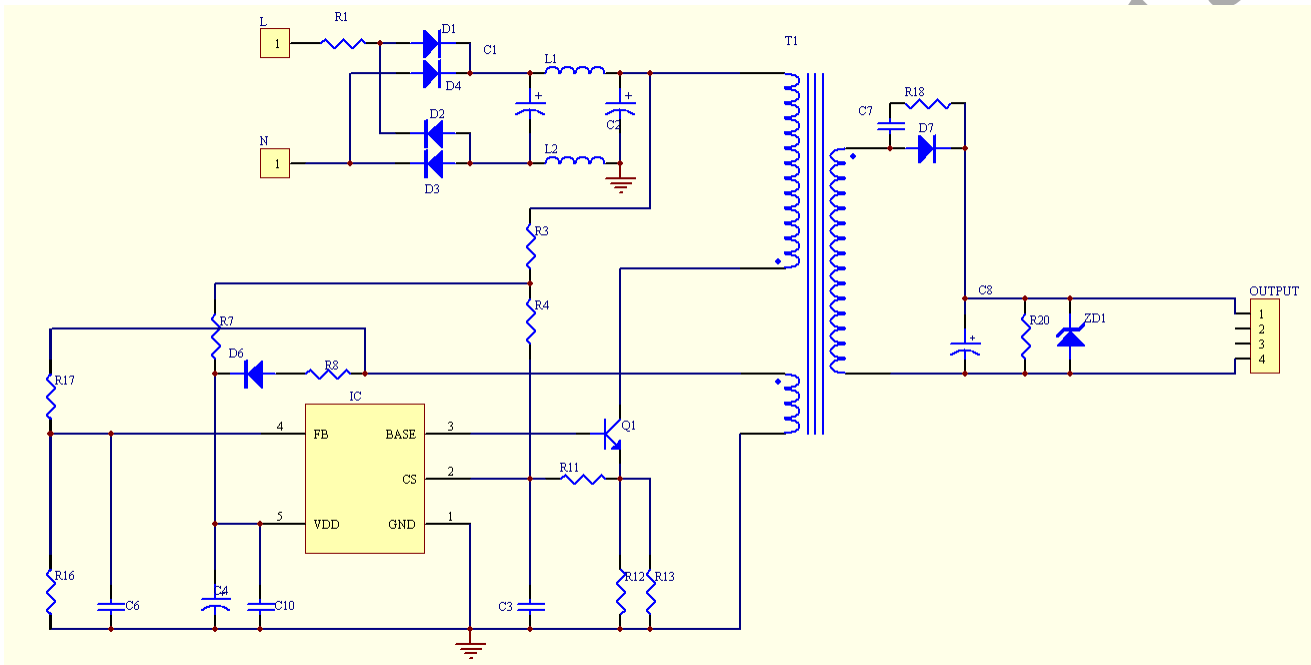 L
R1
D1
C1
T1
1
L1
D4
+
+
R18
C7
D2
C2
D7
N
L2
1
D3
R3
C8
OUTPUT
R4
R7
R20
ZD1
1
2
3
4
+
D6
R8
R17
IC
4
FB
BASE
3
Q1
CS
2
R11
5
VDD
GND
1
R16
R12
R13
C4
C6
C10
C3